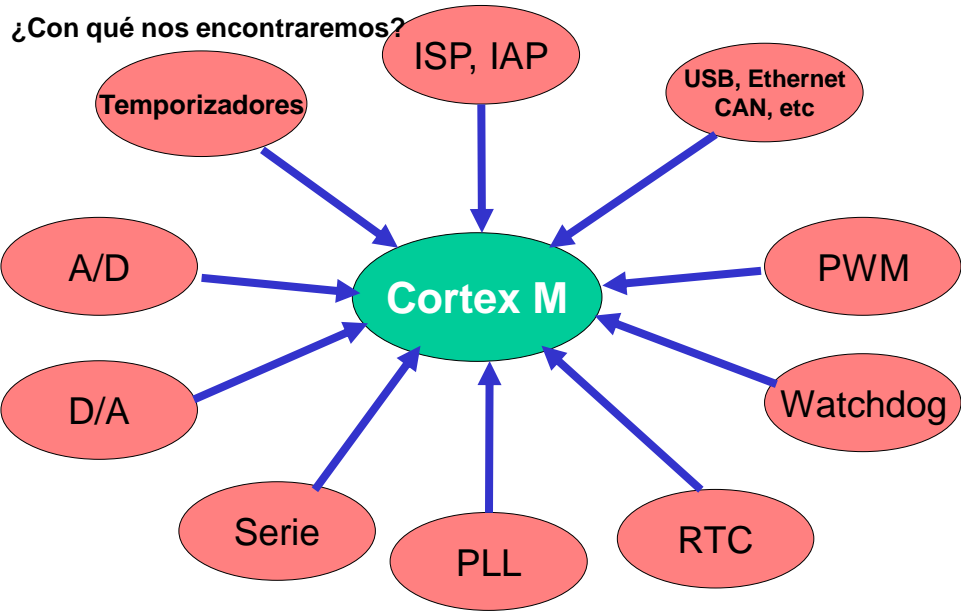 ¿Con qué nos encontraremos?
ISP, IAP
USB, Ethernet
CAN, etc
Temporizadores
A/D
PWM
Cortex M
D/A
Watchdog
Serie
PLL
RTC